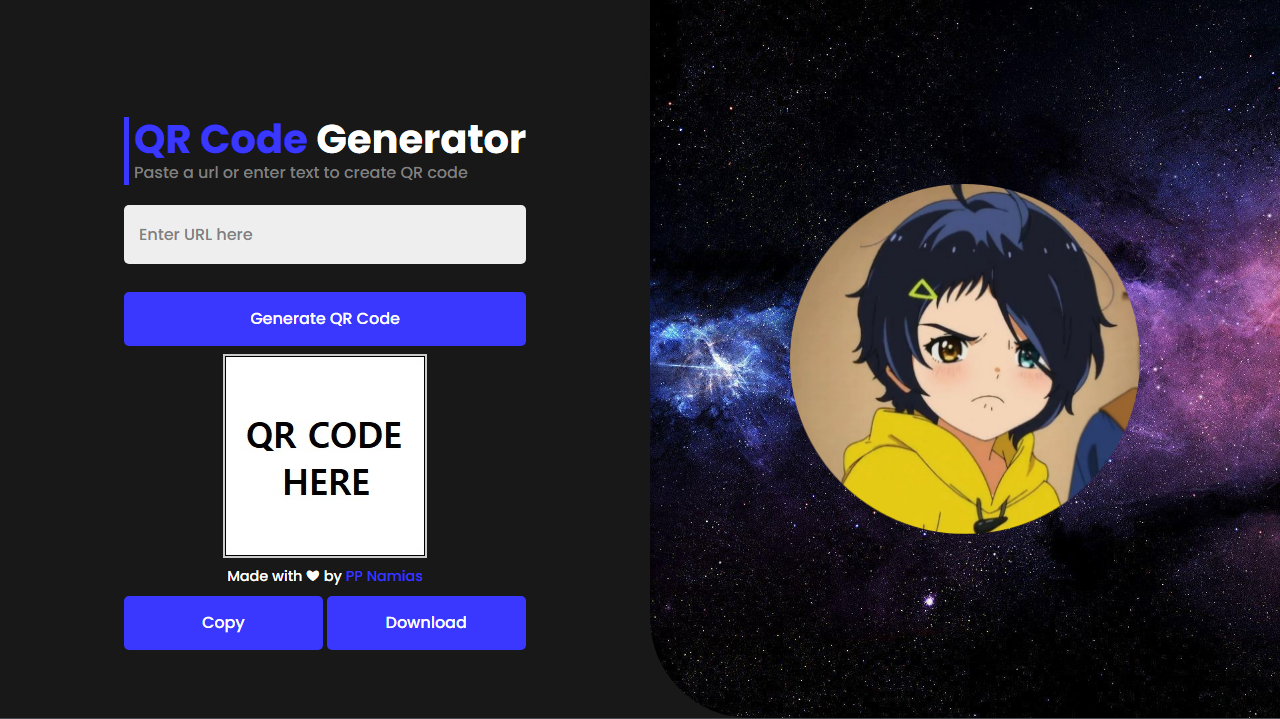 QR Code Generator
Paste a url or enter text to create QR code
Enter URL here
Generate QR Code
QR CODE
HERE
Made with ♥ by PP Namias
Copy
Download